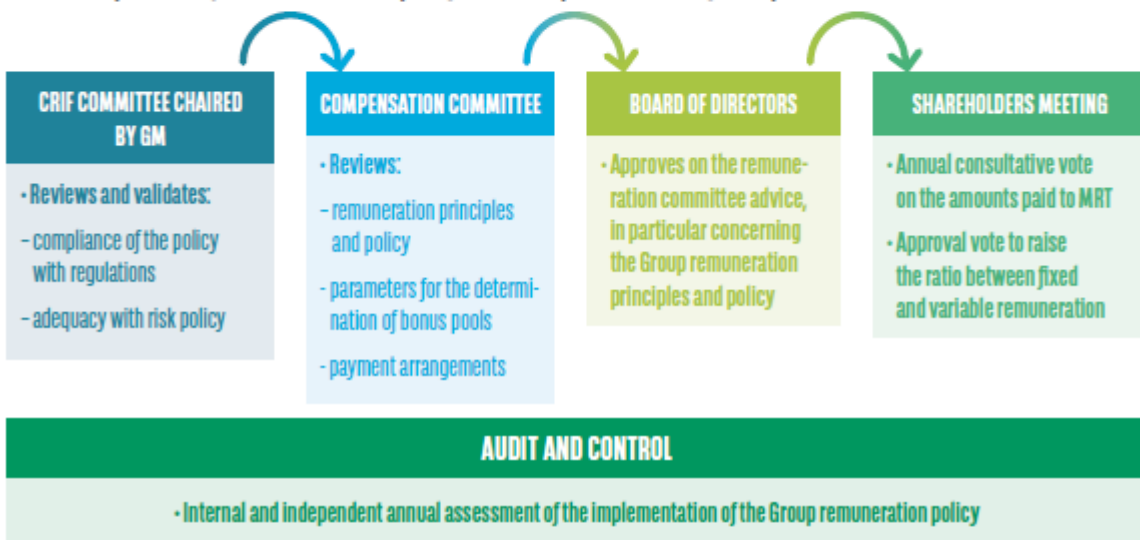 CRIF COMMITTEE CHAIRED
BY GM
• Reviews and validates:
– compliance of the policy
with regulations
– adequacy with risk policy
COMPENSATION COMMITTEE
• Reviews:
– remuneration principles
and policy
- parameters for the determi-
nation of bonus pools
- payment arrangements
BOARD OF DIRECTORS
• Approves on the remune-
ration committee advice,
in particular concerning
the Group remuneration
principles and policy
SHAREHOLDERS MEETING
• Annual consultative vote
on the amounts paid to MRT
• Approval vote to raise
the ratio between fixed
and variable remuneration
AUDIT AND CONTROL
• Internal and independent annual assessment of the implementation of the Group remuneration policy